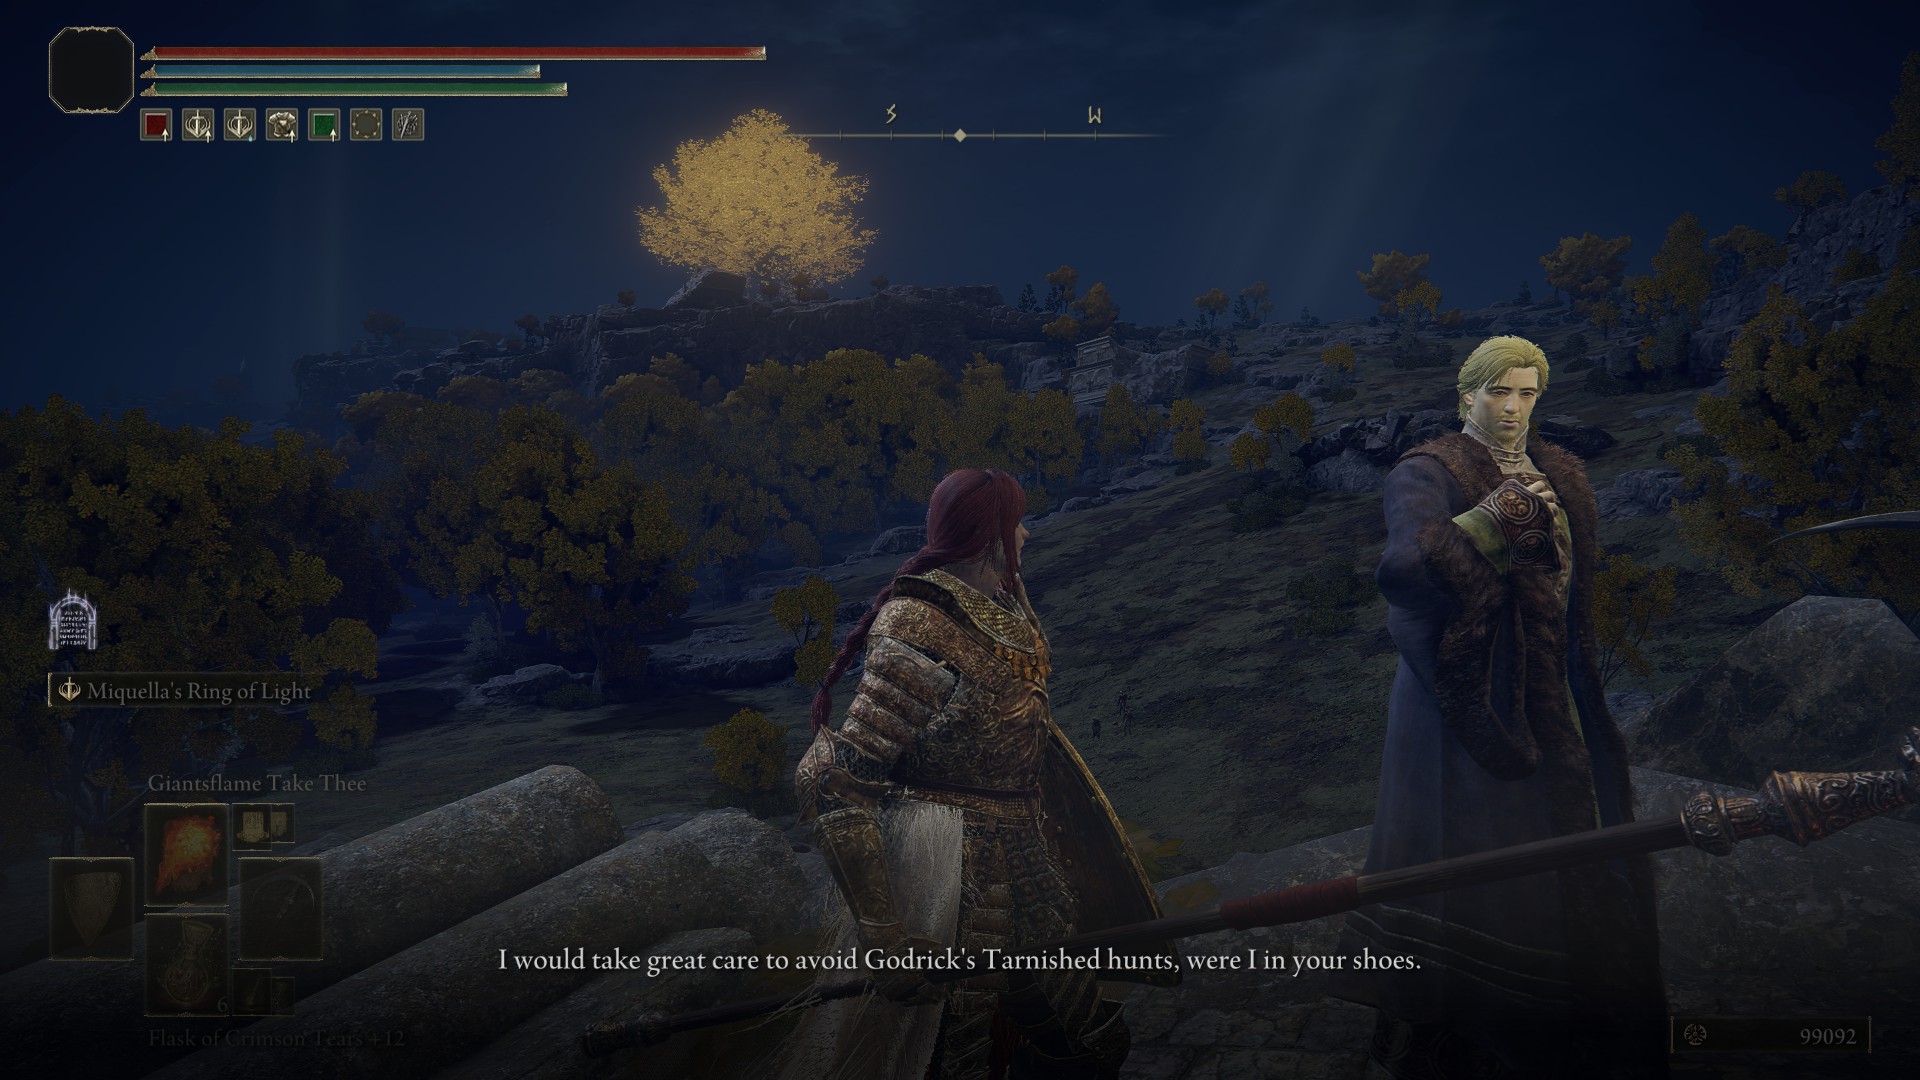 S
W
Miquella's Ring of Light
Giantsflame Take Thee
6
Flask of Crimson Tears +12
I would take great care to avoid Godrick's Tarnished hunts, were I in your shoes.
99092